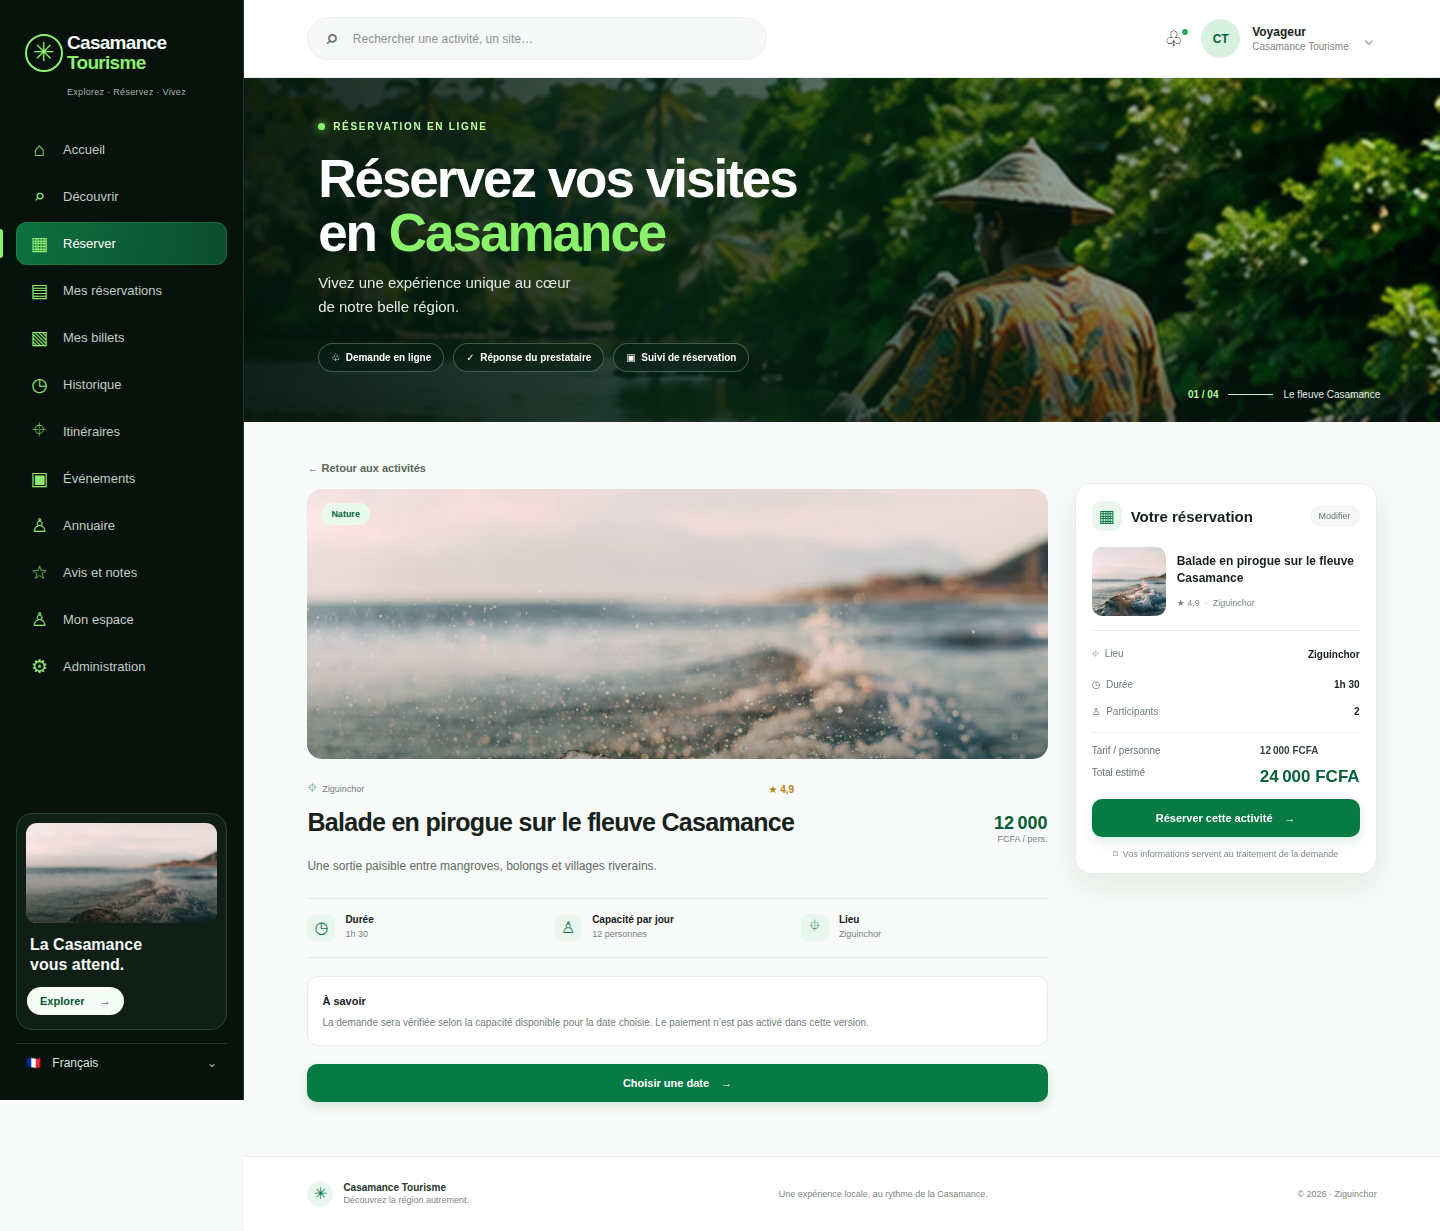 Casamance
Tourisme
Explorez · Réservez · Vivez
Accueil
Découvrir
Réserver
Mes réservations
Mes billets
Historique
Itinéraires
Événements
Annuaire
Avis et notes
Mon espace
Administration
La Casamance
vous attend.
Explorer →
Français
Rechercher une activité, un site…
CT
Voyageur
Casamance Tourisme
RÉSERVATION EN LIGNE
Réservez vos visites
en Casamance
Vivez une expérience unique au cœur
de notre belle région.
Demande en ligne
✓ Réponse du prestataire
Suivi de réservation
01 / 04
Le fleuve Casamance
← Retour aux activités
Nature
Ziguinchor
★ 4,9
Balade en pirogue sur le fleuve Casamance
12 000
FCFA / pers.
Une sortie paisible entre mangroves, bolongs et villages riverains.
Durée
1h 30
Capacité par jour
12 personnes
Lieu
Ziguinchor
À savoir
La demande sera vérifiée selon la capacité disponible pour la date choisie. Le paiement n’est pas activé dans cette version.
Choisir une date →
Votre réservation
Modifier
Balade en pirogue sur le fleuve
Casamance
★ 4,9 · Ziguinchor
Lieu Ziguinchor
Durée 1h 30
Participants 2
Tarif / personne 12 000 FCFA
Total estimé 24 000 FCFA
Réserver cette activité →
Vos informations servent au traitement de la demande
Casamance Tourisme
Découvrez la région autrement.
Une expérience locale, au rythme de la Casamance.
© 2026 · Ziguinchor